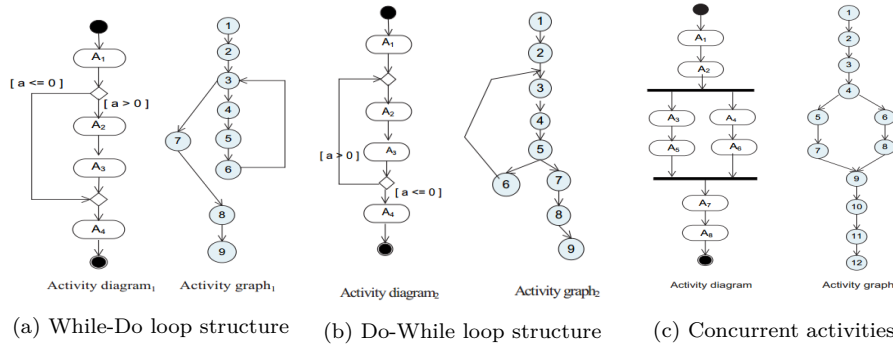 A1
[ a <= 0 ]
[ a > 0 ]
A2
A3
A4
Activity diagram1
1
2
3
4
5
6
7
8
9
Activity graph1
(a) While-Do loop structure
A1
A2
A3
[ a > 0 ]
[ a <= 0 ]
A4
Activity diagram2
1
2
3
4
5
6
7
8
9
Activity graph2
(b) Do-While loop structure
A1
A2
A3 A4
A5 A6
A7
A8
Activity diagram
1
2
3
4
5 6
7 8
9
10
11
12
Activity graph
(c) Concurrent activities